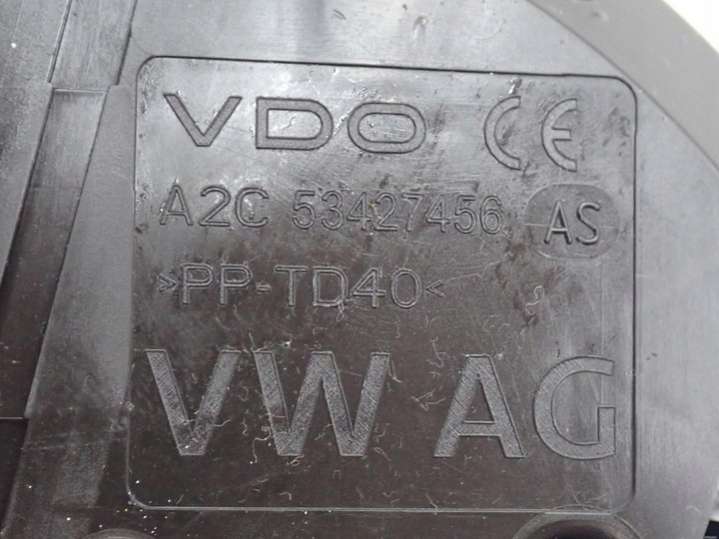 VDO CE
A2C 53427456 AS
>PP-TD40<
VW AG